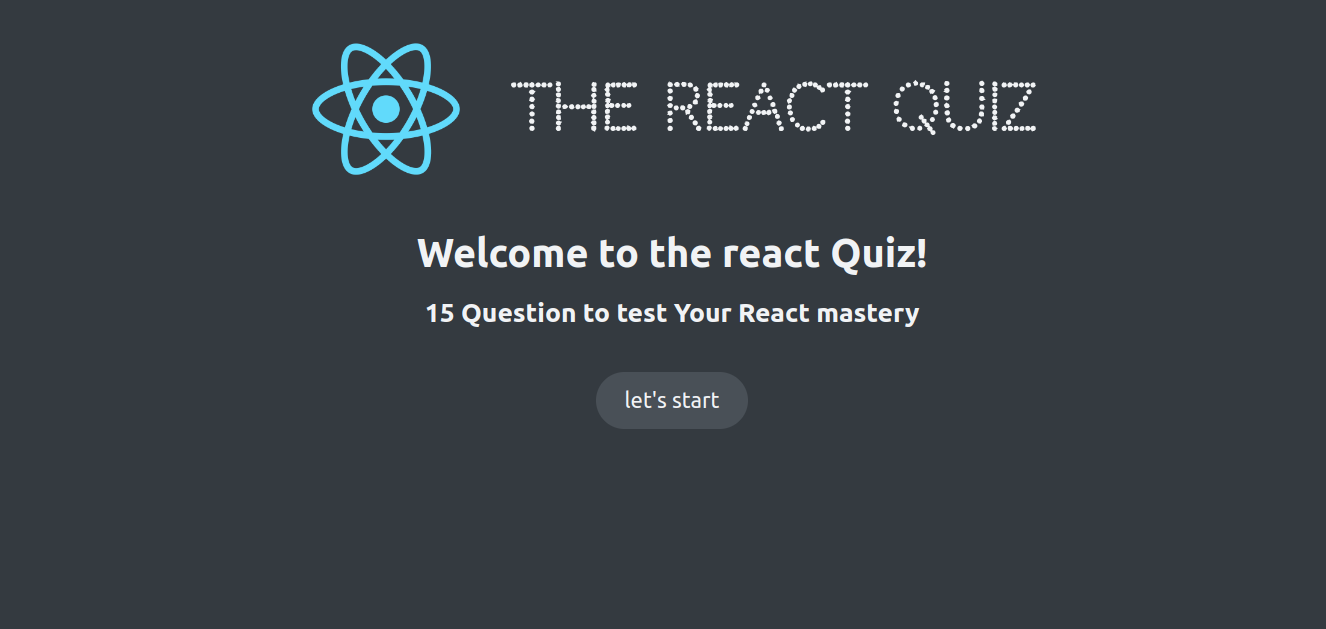 THE REACT QUIZ
Welcome to the react Quiz!
15 Question to test Your React mastery
let's start